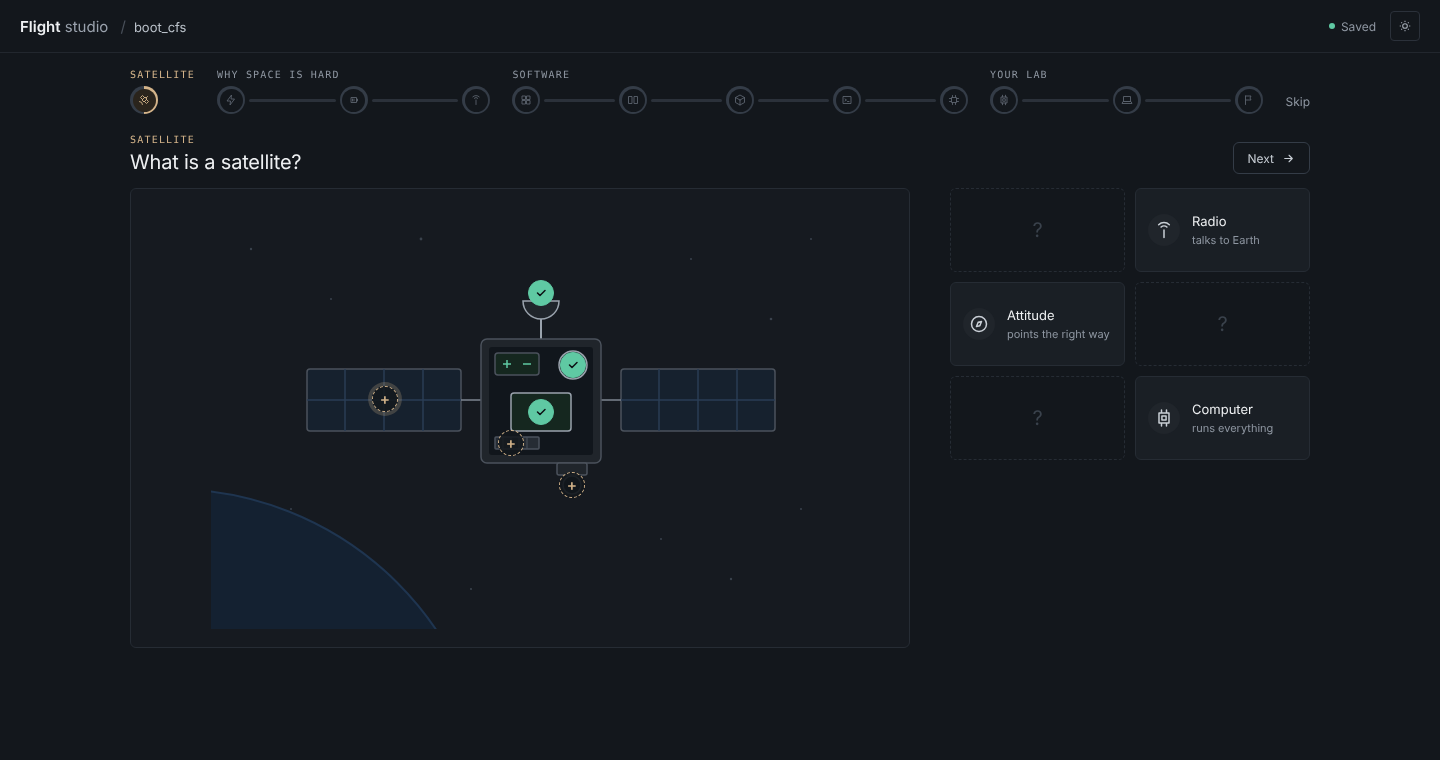 Flight studio / boot_cfs
Saved
SATELLITE
WHY SPACE IS HARD
SOFTWARE
YOUR LAB
Skip
SATELLITE
What is a satellite?
Next →
?
Radio
talks to Earth
Attitude
points the right way
?
?
Computer
runs everything